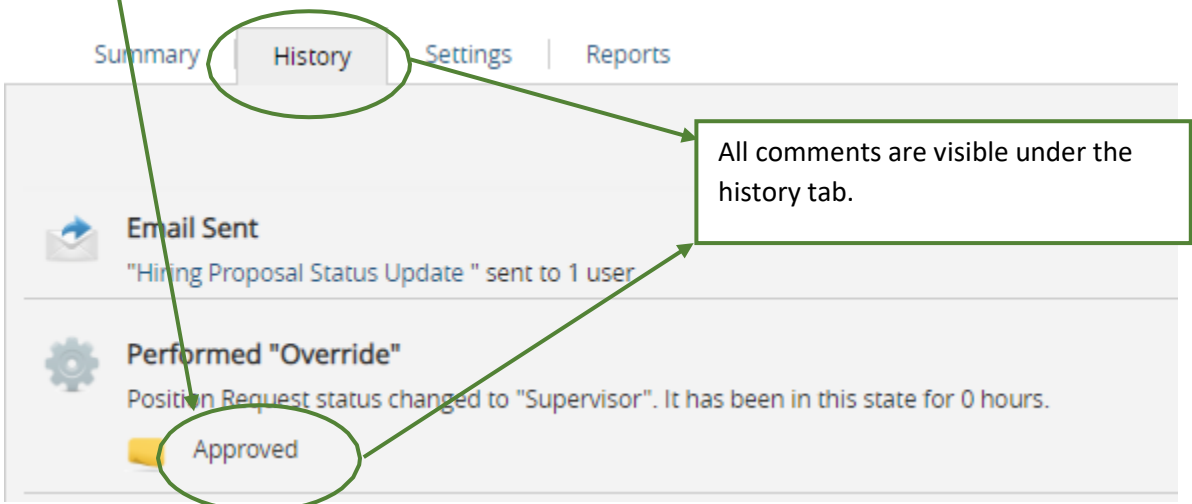 Summary History Settings Reports
All comments are visible under the
history tab.
Email Sent
"Hiring Proposal Status Update " sent to 1 user
Performed "Override"
Position Request status changed to "Supervisor". It has been in this state for 0 hours.
Approved